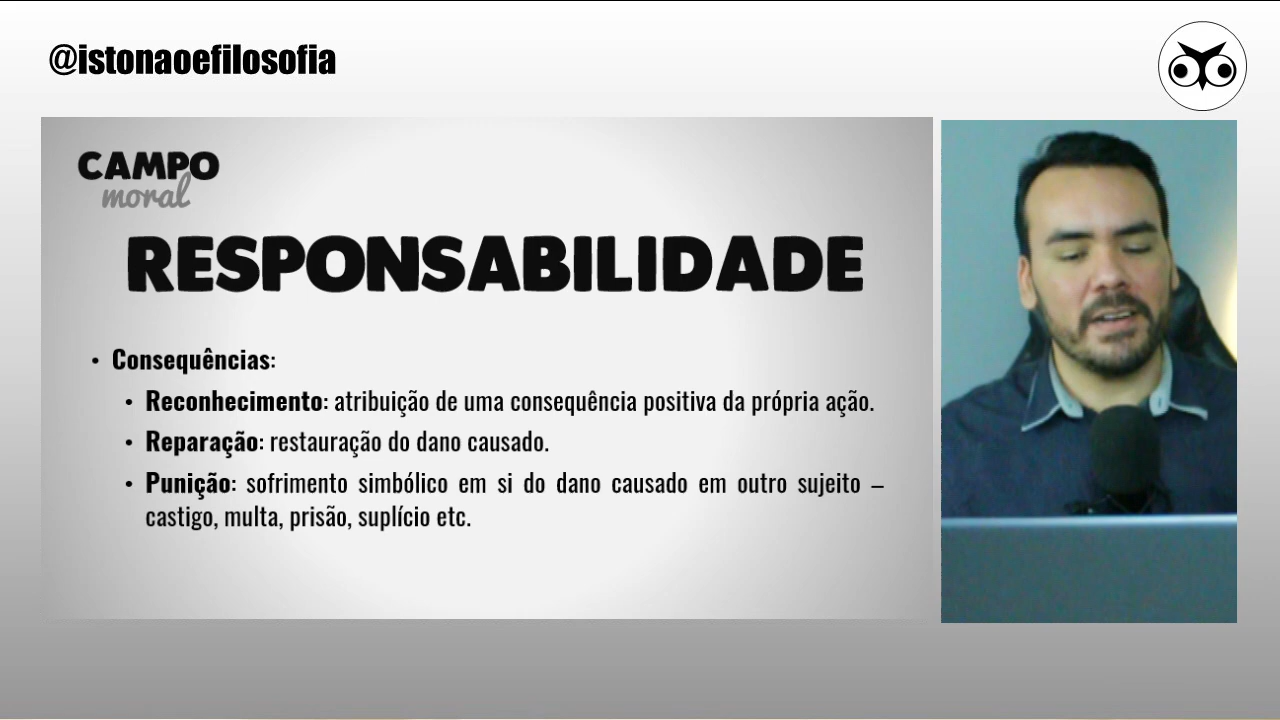 @istonaoefilosofia
CAMPO
moral
RESPONSABILIDADE
• Consequências:
• Reconhecimento: atribuição de uma consequência positiva da própria ação.
• Reparação: restauração do dano causado.
• Punição: sofrimento simbólico em si do dano causado em outro sujeito –
castigo, multa, prisão, suplício etc.